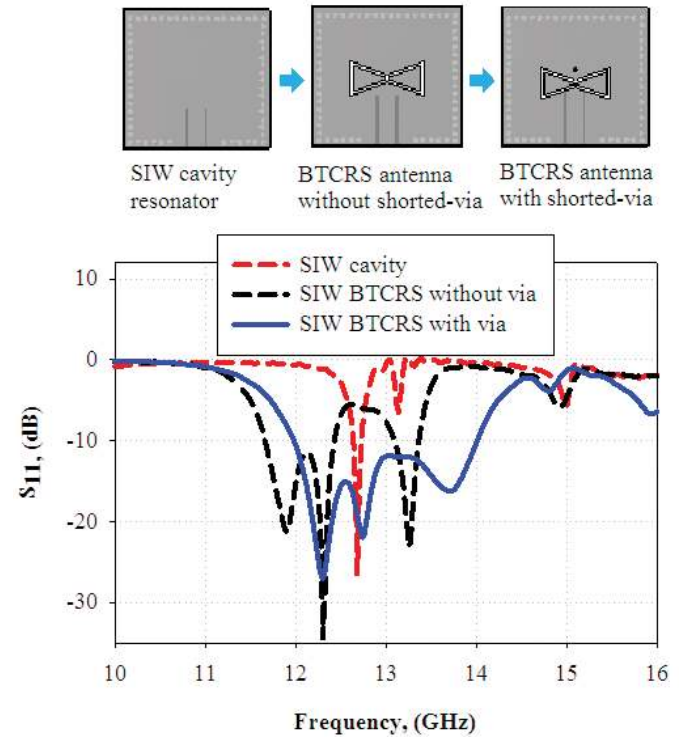 SIW cavity
resonator
BTCRS antenna
without shorted-via
BTCRS antenna
with shorted-via
SIW cavity
SIW BTCRS without via
SIW BTCRS with via
10
0
-10
-20
-30
S11, (dB)
10 11 12 13 14 15 16
Frequency, (GHz)